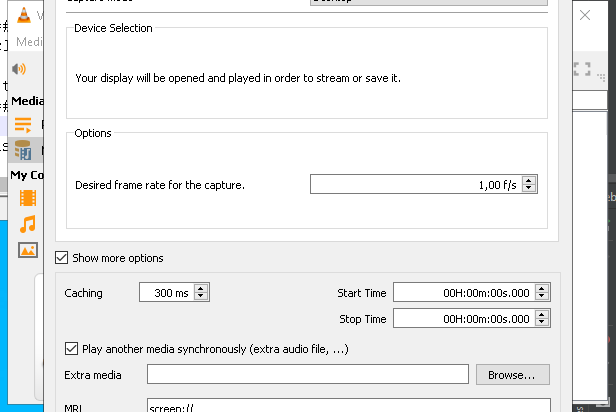 Device Selection
Media
Your display will be opened and played in order to stream or save it.
Media
Options
My Co
Desired frame rate for the capture.
1,00 f/s
Show more options
Caching
300 ms
Start Time
00H:00m:00s.000
Stop Time
00H:00m:00s.000
Play another media synchronously (extra audio file, ...)
Extra media
Browse...
MRL
screen://